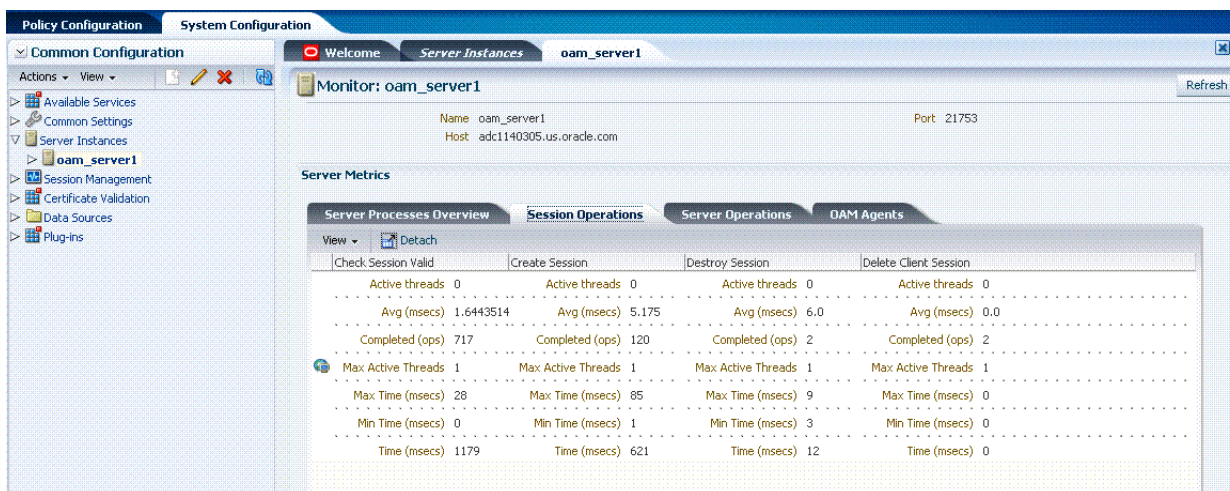 Policy Configuration System Configuration
Common Configuration
Actions View
Available Services
Common Settings
Server Instances
oam_server1
Session Management
Certificate Validation
Data Sources
Plug-ins
Welcome Server Instances oam_server1
Monitor: oam_server1 Refresh
Name oam_server1 Port 21753
Host adc1140305.us.oracle.com
Server Metrics
Server Processes Overview Session Operations Server Operations OAM Agents
View Detach
Check Session Valid Create Session Destroy Session Delete Client Session
Active threads 0 Active threads 0 Active threads 0 Active threads 0
Avg (msecs) 1.6443514 Avg (msecs) 5.175 Avg (msecs) 6.0 Avg (msecs) 0.0
Completed (ops) 717 Completed (ops) 120 Completed (ops) 2 Completed (ops) 2
Max Active Threads 1 Max Active Threads 1 Max Active Threads 1 Max Active Threads 1
Max Time (msecs) 28 Max Time (msecs) 85 Max Time (msecs) 9 Max Time (msecs) 0
Min Time (msecs) 0 Min Time (msecs) 1 Min Time (msecs) 3 Min Time (msecs) 0
Time (msecs) 1179 Time (msecs) 621 Time (msecs) 12 Time (msecs) 0